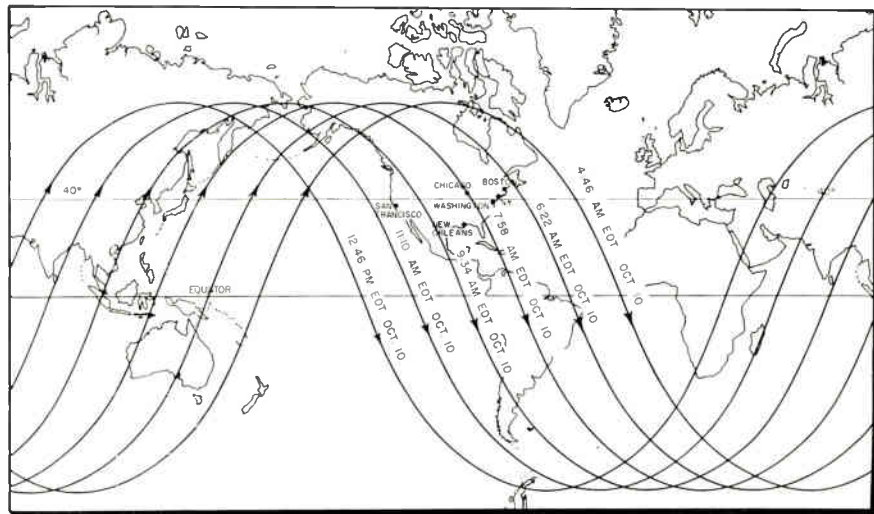 40°
CHICAGO
BOSTON
WASHINGTON
SAN
FRANCISCO
NEW
ORLEANS
EQUATOR
12:46 PM EDT OCT 10
11:10 AM EDT OCT 10
9:34 AM EDT OCT 10
7:58 AM EDT OCT 10
6:22 AM EDT OCT 10
4:46 AM EDT OCT 10